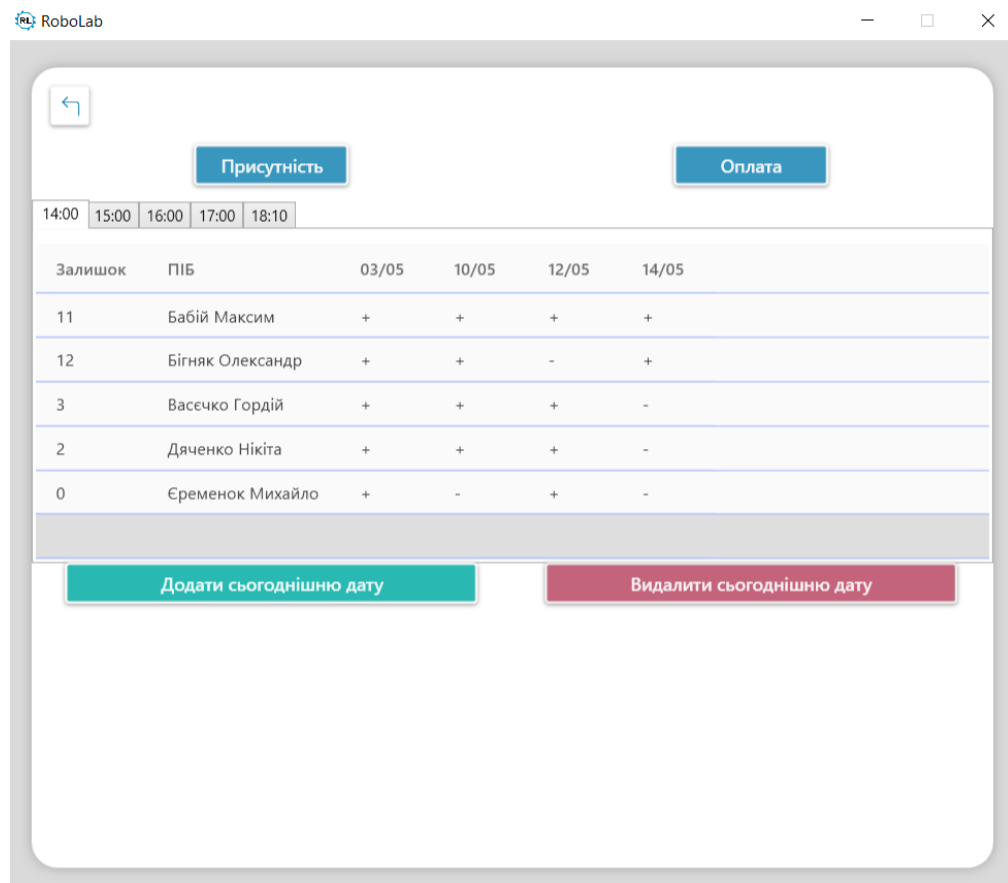 RL RoboLab
Присутність Оплата
14:00 15:00 16:00 17:00 18:10
Залишок ПІБ 03/05 10/05 12/05 14/05
11 Бабій Максим + + + +
12 Бігняк Олександр + + - +
3 Васєчко Гордій + + + -
2 Дяченко Нікіта + + + -
0 Єременок Михайло + - + -
Додати сьогоднішню дату Видалити сьогоднішню дату